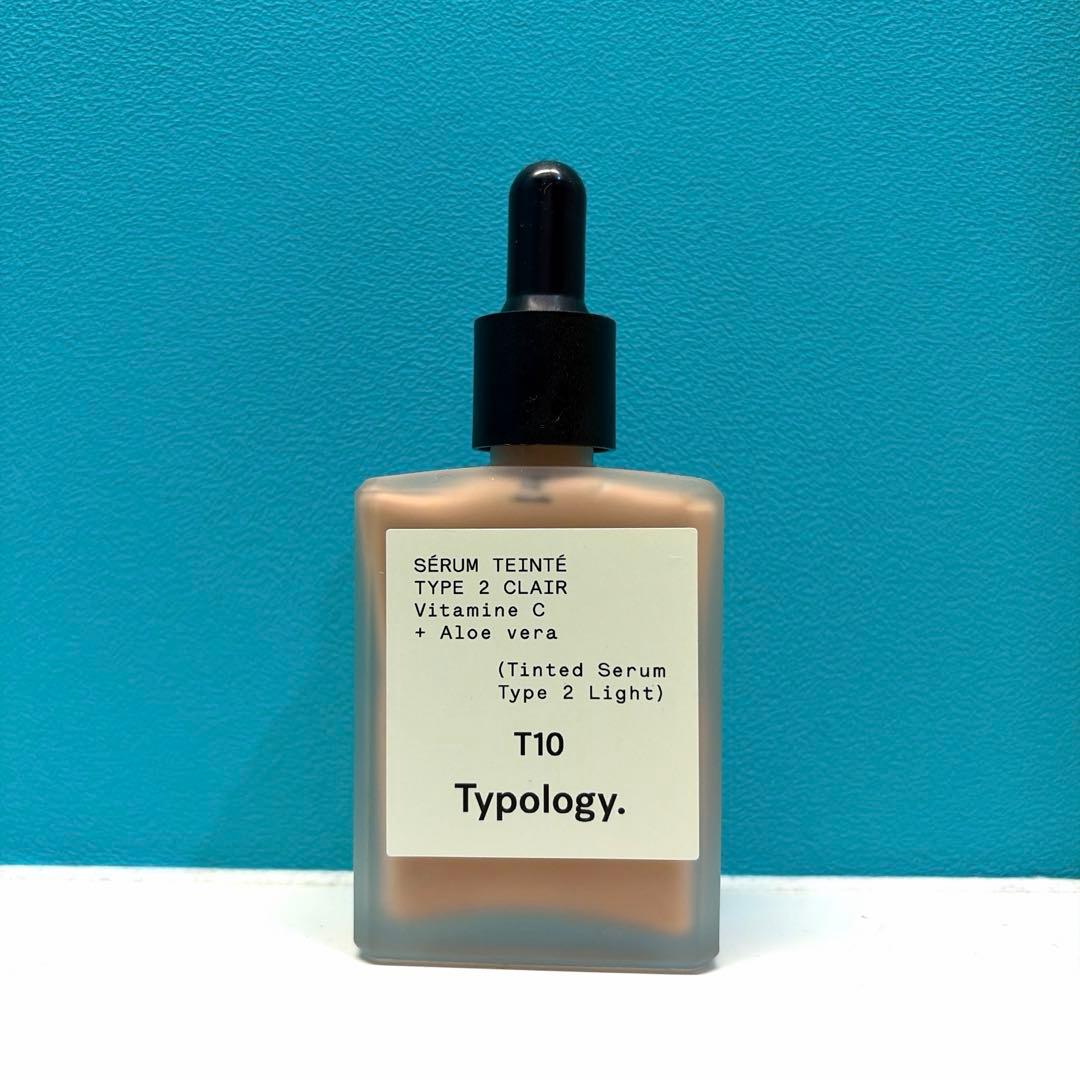 SÉRUM TEINTÉ
TYPE 2 CLAIR
Vitamine C
+ Aloe vera
(Tinted Serum
Type 2 Light)
T10
Typology.